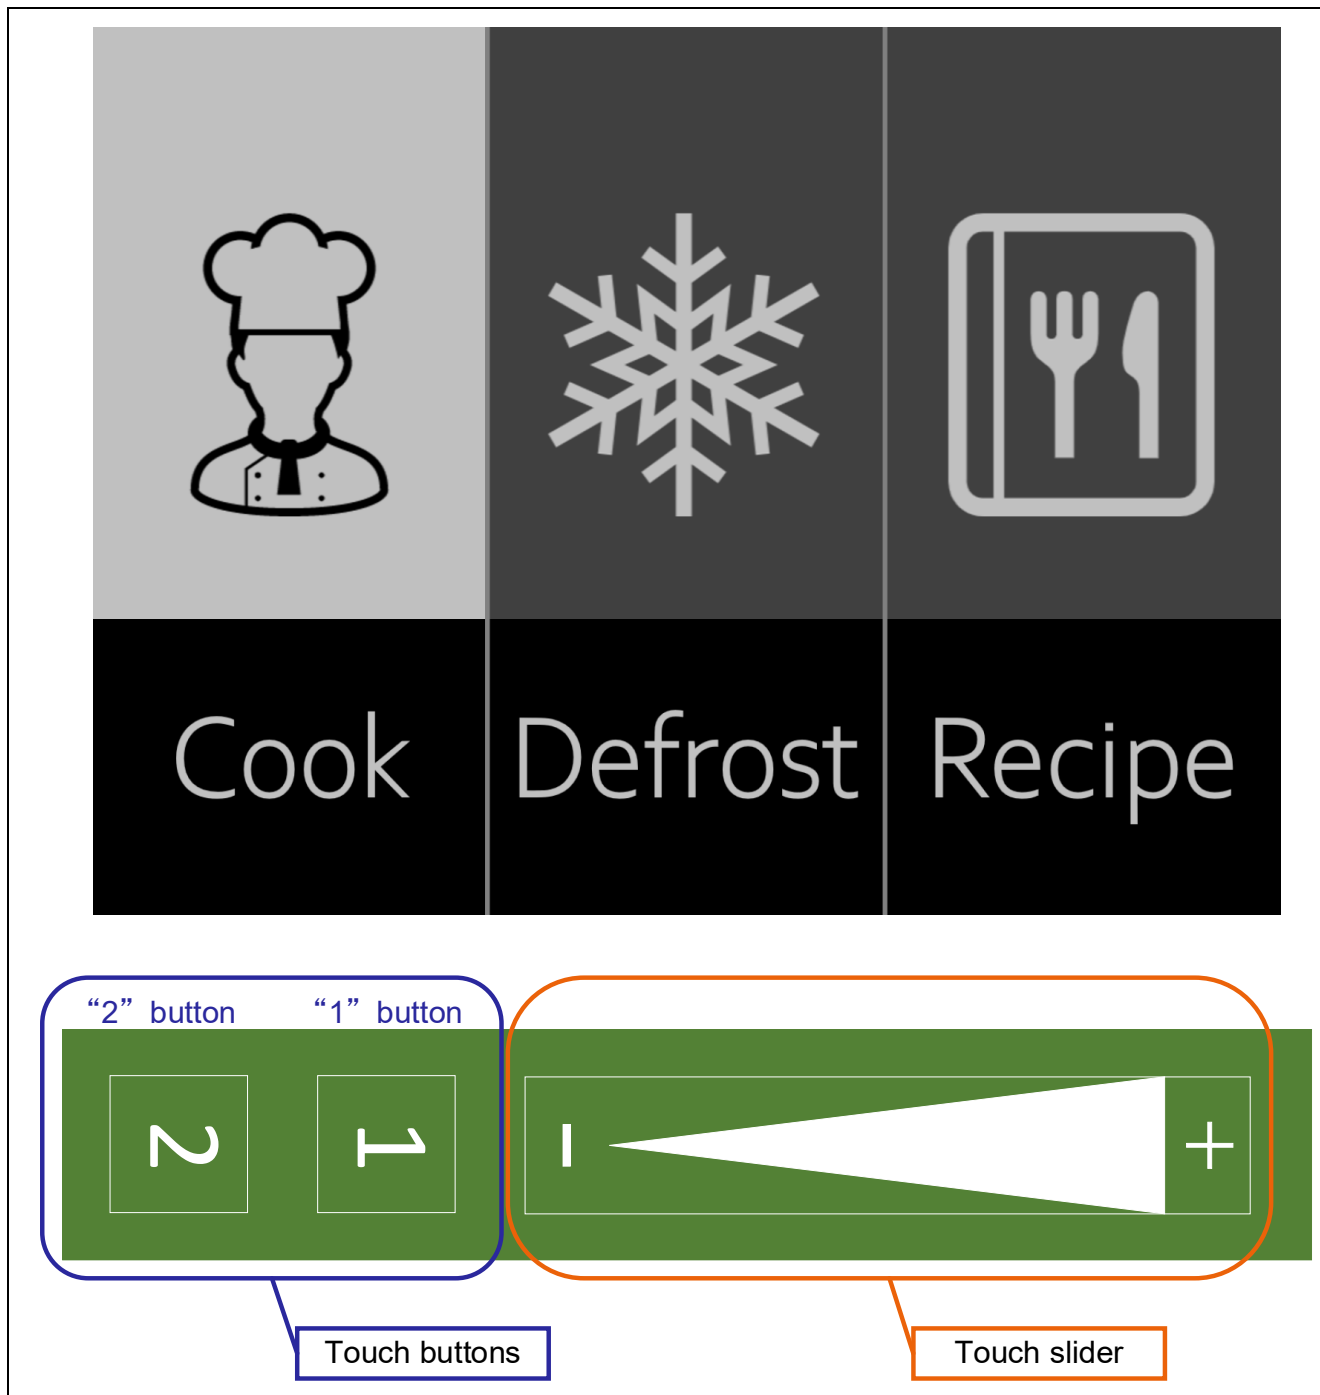 Cook Defrost Recipe
“2” button “1” button
2 1 - +
Touch buttons Touch slider